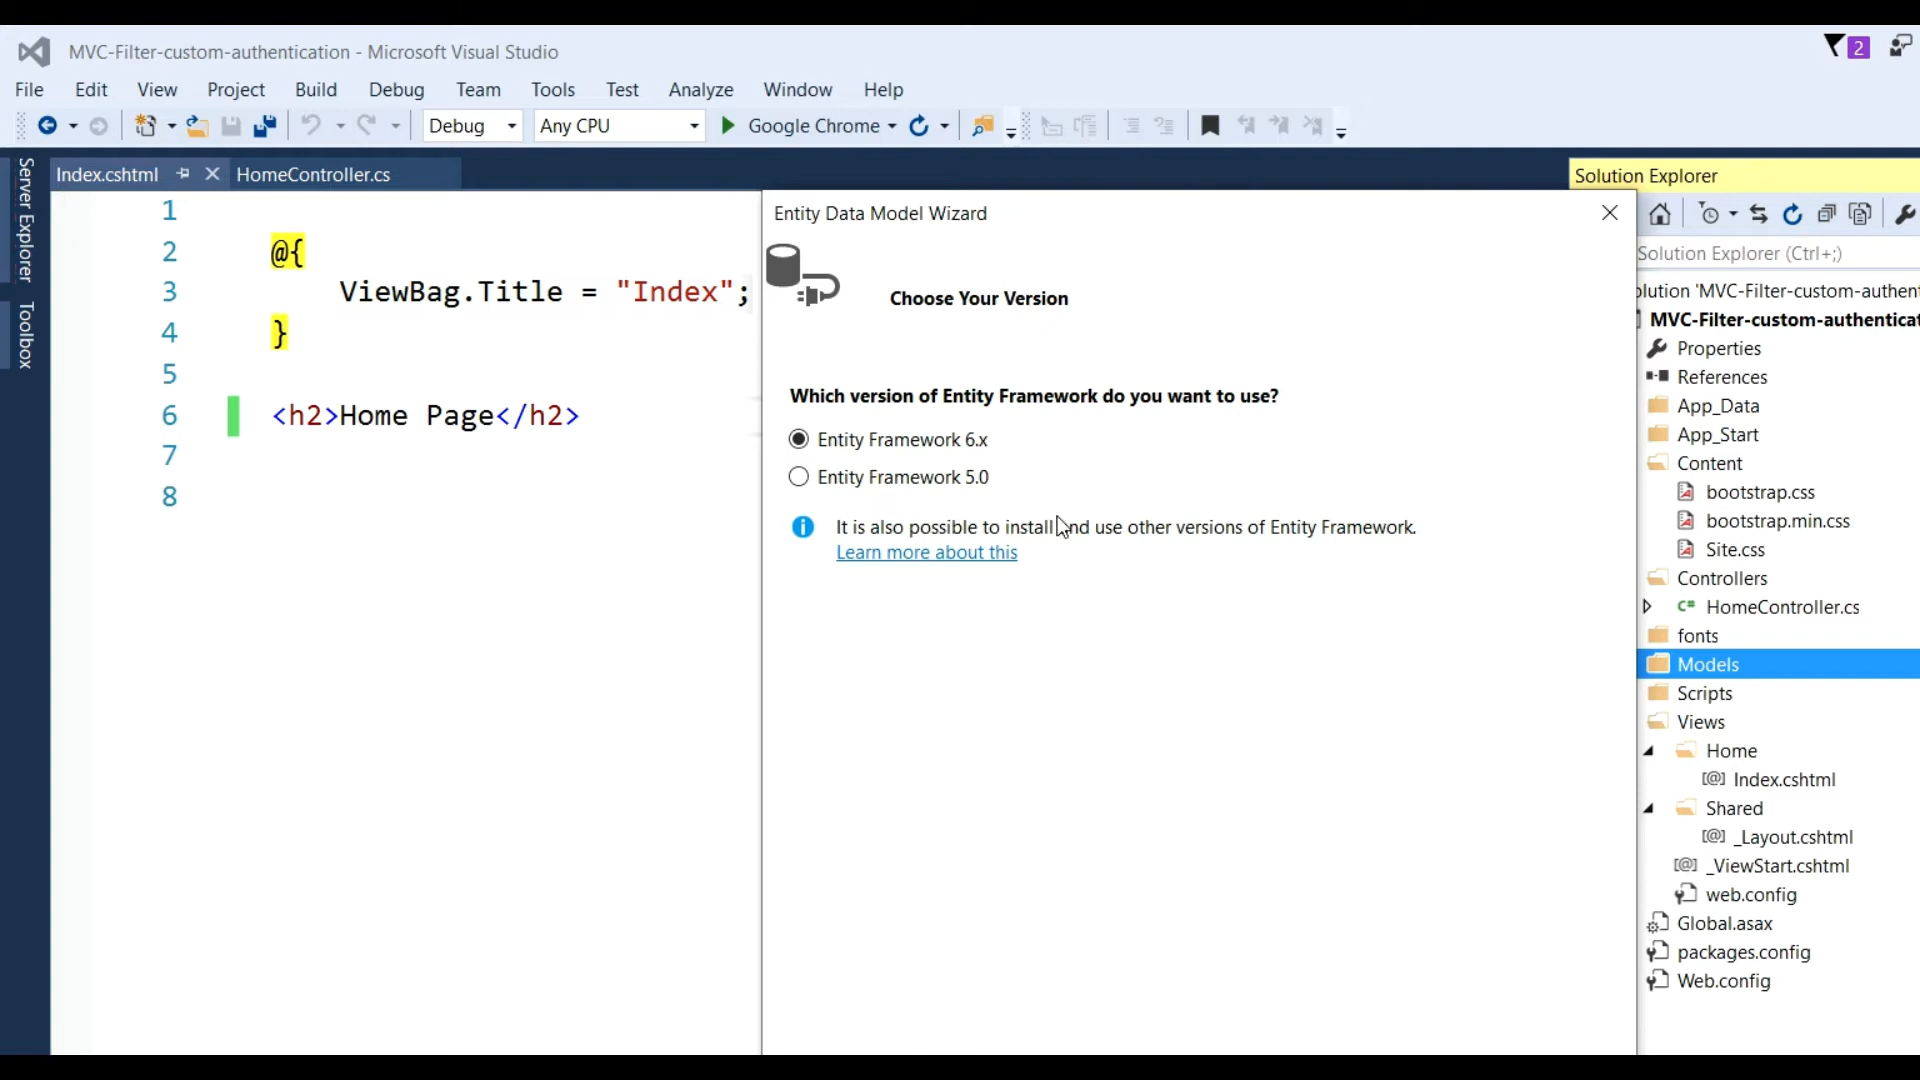 MVC-Filter-custom-authentication - Microsoft Visual Studio
2
File Edit View Project Build Debug Team Tools Test Analyze Window Help
Debug Any CPU Google Chrome
Server Explorer
Toolbox
Index.cshtml HomeController.cs
1
2 @{
3 ViewBag.Title = "Index";
4 }
5
6 <h2>Home Page</h2>
7
8
Entity Data Model Wizard
Choose Your Version
Which version of Entity Framework do you want to use?
Entity Framework 6.x
Entity Framework 5.0
It is also possible to install and use other versions of Entity Framework.
Learn more about this
Solution Explorer
Solution Explorer (Ctrl+;)
olution 'MVC-Filter-custom-authent
MVC-Filter-custom-authenticat
Properties
References
App_Data
App_Start
Content
bootstrap.css
bootstrap.min.css
Site.css
Controllers
C# HomeController.cs
fonts
Models
Scripts
Views
Home
[@] Index.cshtml
Shared
[@] _Layout.cshtml
[@] _ViewStart.cshtml
web.config
Global.asax
packages.config
Web.config